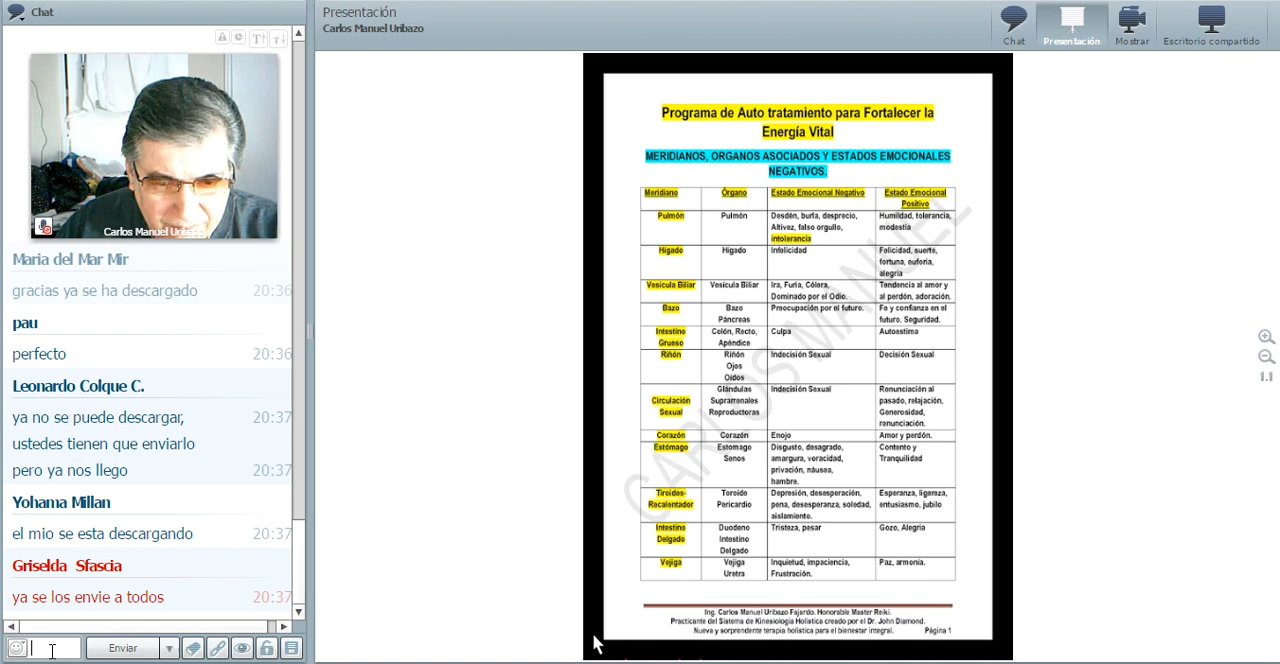 Chat
Presentación
Carlos Manuel Uribazo
Chat
Presentación
Mostrar
Escritorio compartido
Carlos Manuel Uribazo
Maria del Mar Mir
gracias ya se ha descargado 20:36
pau
perfecto 20:36
Leonardo Colque C.
ya no se puede descargar, 20:37
ustedes tienen que enviarlo
pero ya nos llego 20:37
Yohama Millan
el mio se esta descargando 20:37
Griselda Sfascia
ya se los envie a todos 20:37
Enviar
Programa de Auto tratamiento para Fortalecer la
Energía Vital
MERIDIANOS, ORGANOS ASOCIADOS Y ESTADOS EMOCIONALES
NEGATIVOS.
Meridiano Órgano Estado Emocional Negativo Estado Emocional
Positivo
Pulmón Pulmón Desdén, burla, desprecio, Humildad, tolerancia,
Altivez, falso orgullo, modestia
intolerancia
Hígado Hígado Infelicidad Felicidad, suerte,
fortuna, euforia,
alegría
Vesícula Biliar Vesícula Biliar Ira, Furia, Cólera, Tendencia al amor y
Dominado por el Odio. al perdón, adoración.
Bazo Bazo Preocupación por el futuro. Fe y confianza en el
Páncreas futuro. Seguridad.
Intestino Colón, Recto, Culpa Autoestima
Grueso Apéndice
Riñón Riñón Indecisión Sexual Decisión Sexual
Ojos
Oídos
Glándulas Indecisión Sexual Renunciación al
Circulación Suprarrenales pasado, relajación,
Sexual Reproductoras Generosidad,
renunciación.
Corazón Corazón Enojo Amor y perdón.
Estómago Estomago Disgusto, desagrado, Contento y
Senos amargura, voracidad, Tranquilidad
privación, náusea,
hambre.
Tiroides- Toroido Depresión, desesperación, Esperanza, ligereza,
Recalentador Pericardio pena, desesperanza, soledad, entusiasmo, jubilo
aislamiento.
Intestino Duodeno Tristeza, pesar Gozo, Alegría
Delgado Intestino
Delgado
Vejiga Vejiga Inquietud, impaciencia, Paz, armonía.
Uretra Frustración.
CARLOS MANUEL
Ing. Carlos Manuel Uribazo Fajardo. Honorable Master Reiki.
Practicante del Sistema de Kinesiología Holística creado por el Dr. John Diamond.
Nueva y sorprendente terapia holística para el bienestar integral. Página 1
1.1